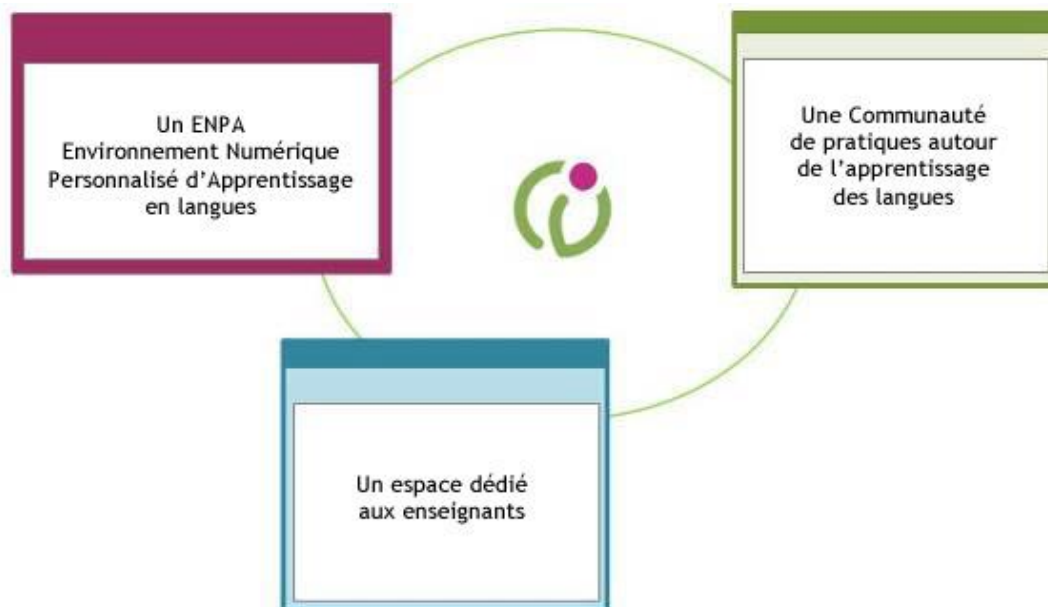 Un ENPA
Environnement Numérique
Personnalisé d'Apprentissage
en langues
Une Communauté
de pratiques autour
de l'apprentissage
des langues
Un espace dédié
aux enseignants